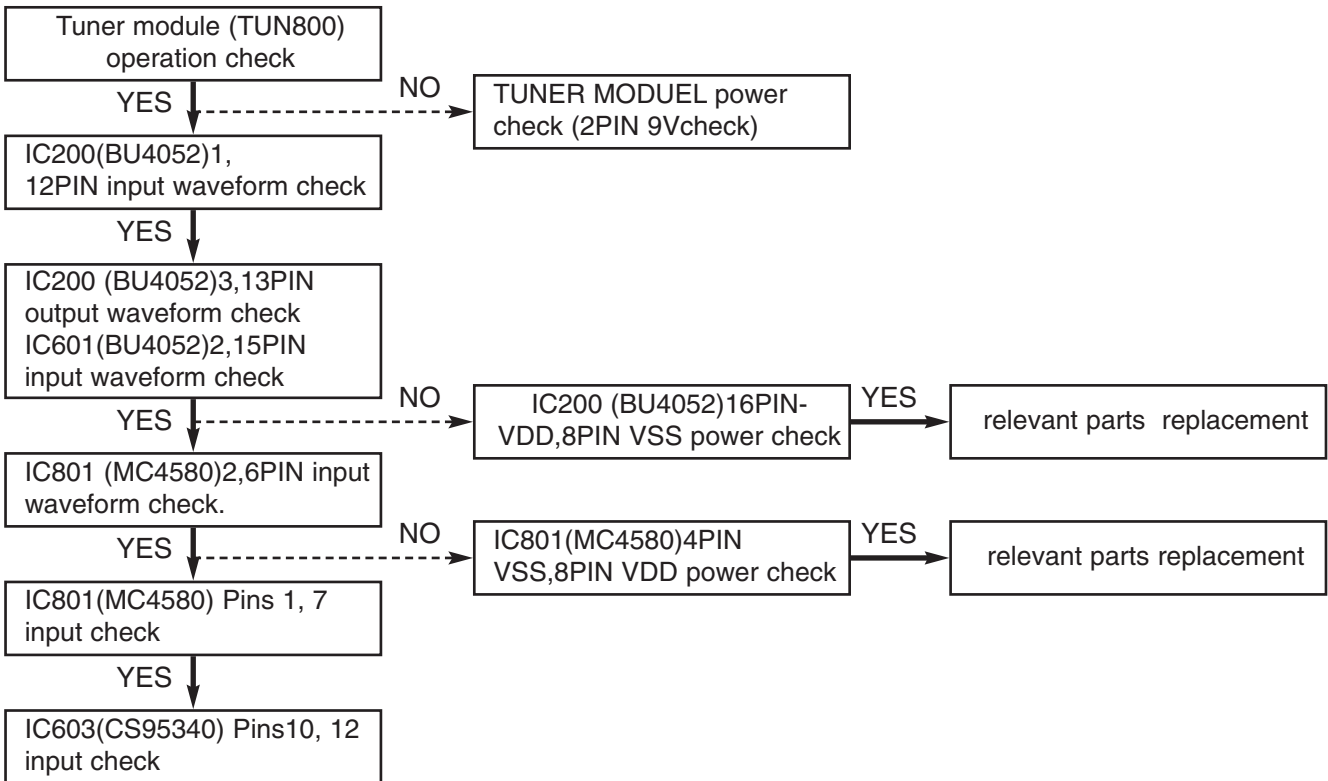 Tuner module (TUN800)
operation check
YES
NO
TUNER MODUEL power
check (2PIN 9Vcheck)
IC200(BU4052)1,
12PIN input waveform check
YES
IC200 (BU4052)3,13PIN
output waveform check
IC601(BU4052)2,15PIN
input waveform check
YES
NO
IC200 (BU4052)16PIN-
VDD,8PIN VSS power check
YES
relevant parts replacement
IC801 (MC4580)2,6PIN input
waveform check.
YES
NO
IC801(MC4580)4PIN
VSS,8PIN VDD power check
YES
relevant parts replacement
IC801(MC4580) Pins 1, 7
input check
YES
IC603(CS95340) Pins10, 12
input check